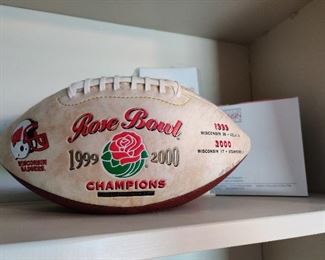 Rose Bowl
1999 2000
CHAMPIONS
WISCONSIN
BADGERS
1999
WISCONSIN 38 - UCLA 31
2000
WISCONSIN 17 - STANFORD 9